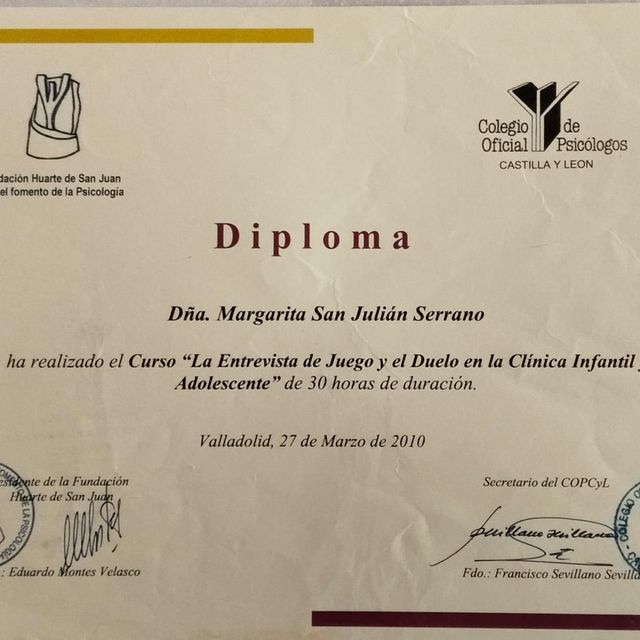 dación Huarte de San Juan
el fomento de la Psicología
Colegio de
Oficial Psicólogos
CASTILLA Y LEON
Diploma
Dña. Margarita San Julián Serrano
ha realizado el Curso “La Entrevista de Juego y el Duelo en la Clínica Infantil y
Adolescente” de 30 horas de duración.
Valladolid, 27 de Marzo de 2010
esidente de la Fundación
Huarte de San Juan
.: Eduardo Montes Velasco
Secretario del COPCyL
Fdo.: Francisco Sevillano Sevilla